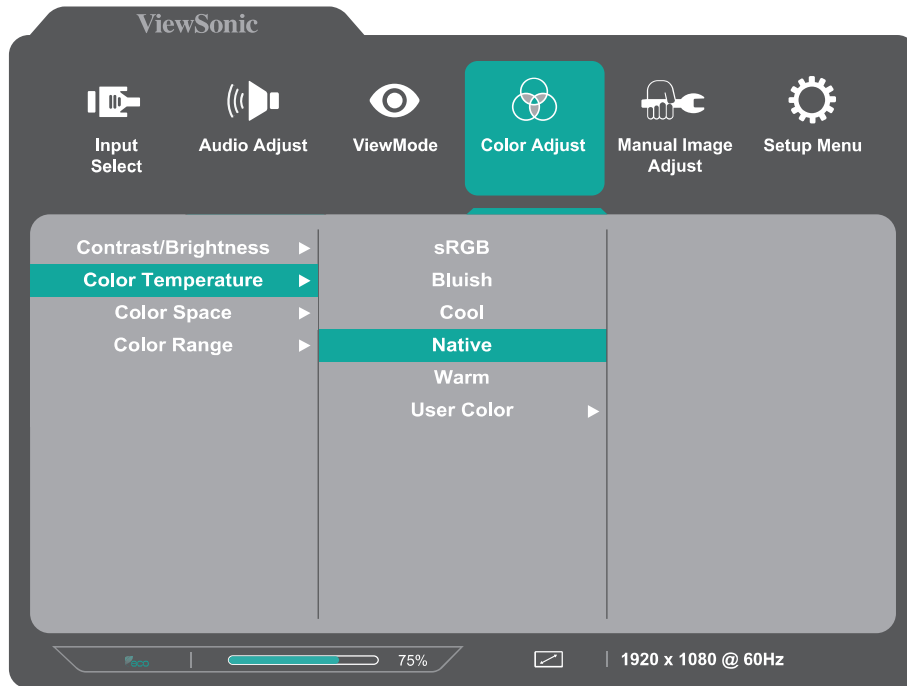 ViewSonic
Input
Select
Audio Adjust
ViewMode
Color Adjust
Manual Image
Adjust
Setup Menu
Contrast/Brightness
Color Temperature
Color Space
Color Range
sRGB
Bluish
Cool
Native
Warm
User Color
eco
75%
1920 x 1080 @ 60Hz